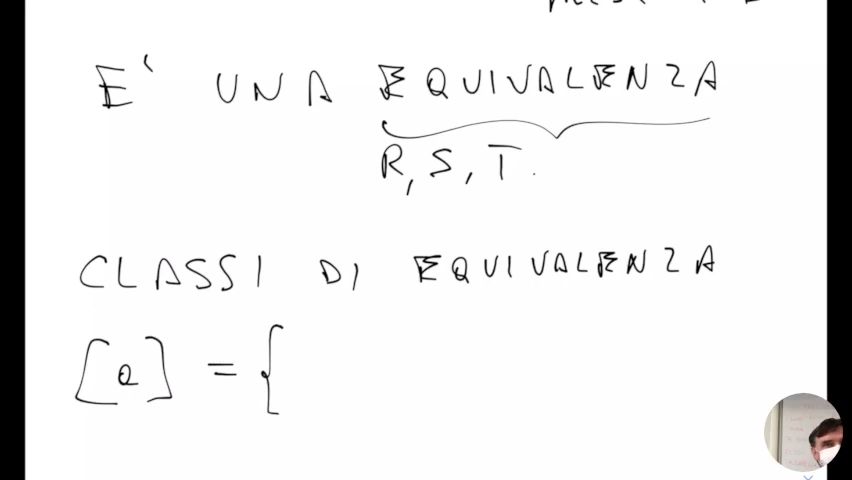 E' UNA EQUIVALENZA
R, S, T.
CLASSI DI EQUIVALENZA
[a] = {